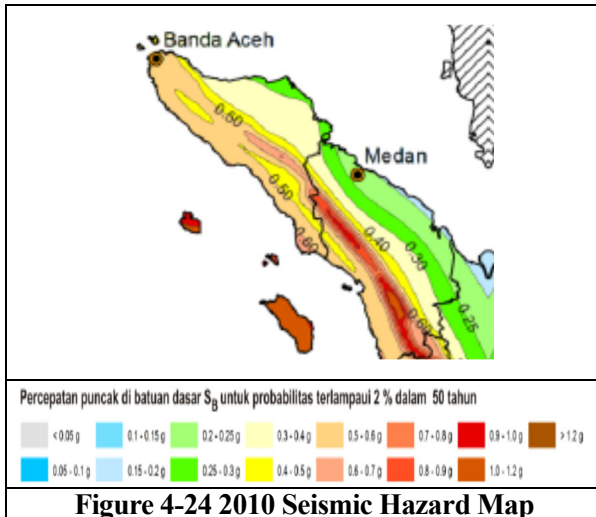 Banda Aceh
0.50
Medan
0.50
0.60
0.40
0.30
0.25
0.60
Percepatan puncak di batuan dasar SB untuk probabilitas terlampaui 2 % dalam 50 tahun
< 0.05 g 0.1 - 0.15 g 0.2 - 0.25 g 0.3 - 0.4 g 0.5 - 0.6 g 0.7 - 0.8 g 0.9 - 1.0 g > 1.2 g
0.05 - 0.1 g 0.15 - 0.2 g 0.25 - 0.3 g 0.4 - 0.5 g 0.6 - 0.7 g 0.8 - 0.9 g 1.0 - 1.2 g
Figure 4-24 2010 Seismic Hazard Map